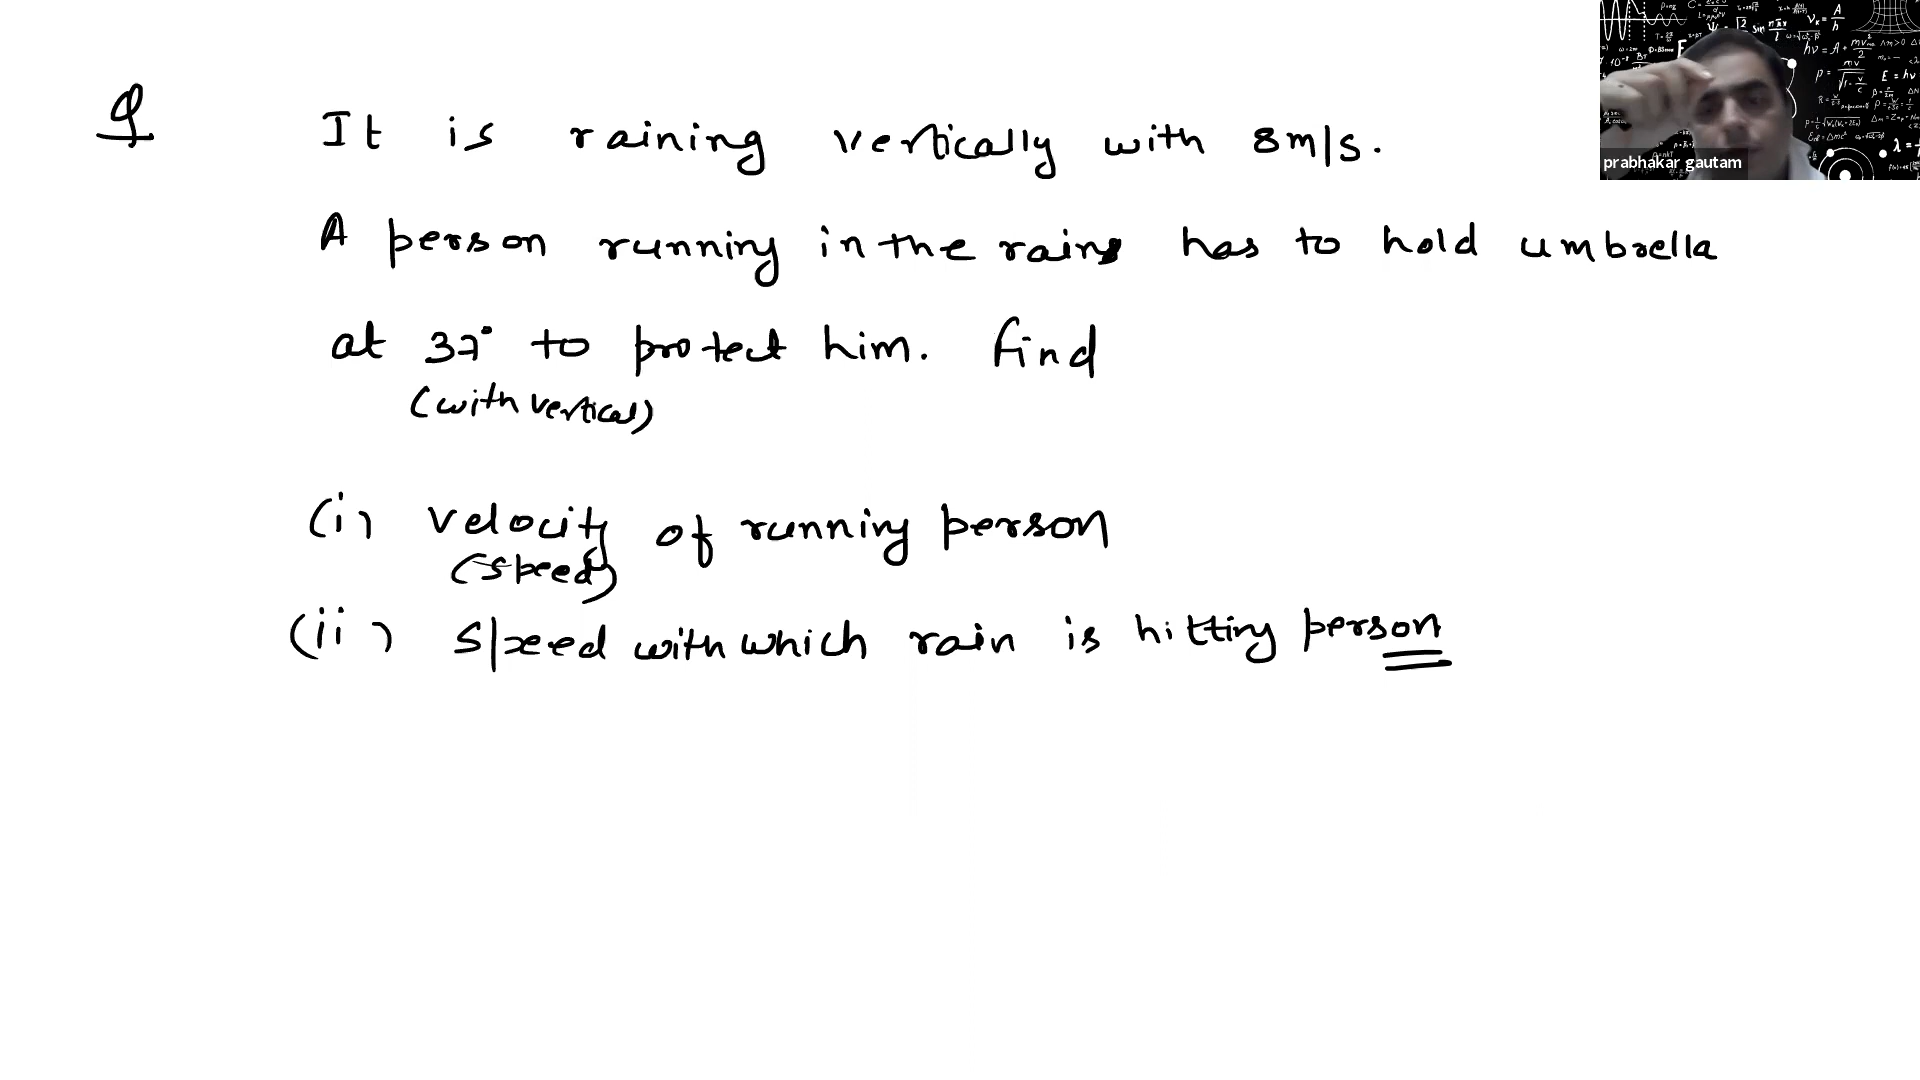 Q
It is raining vertically with 8m/s.
A person running in the rain has to hold umbrella
at 37° to protect him. Find
(with vertical)
(i) velocity of running person
(speed)
(ii) Speed with which rain is hitting person
prabhakar gautam